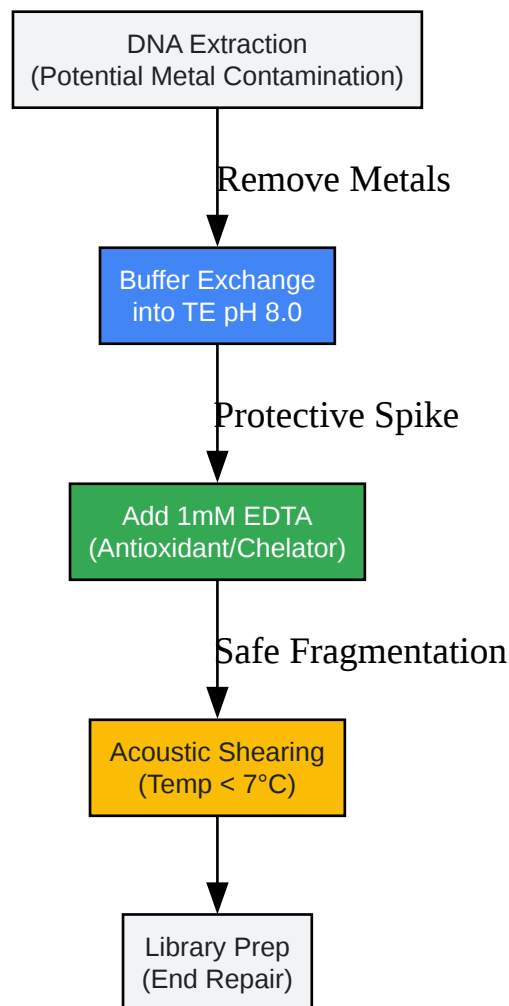 DNA Extraction
(Potential Metal Contamination)
Remove Metals
Buffer Exchange
into TE pH 8.0
Protective Spike
Add 1mM EDTA
(Antioxidant/Chelator)
Safe Fragmentation
Acoustic Shearing
(Temp < 7°C)
Library Prep
(End Repair)